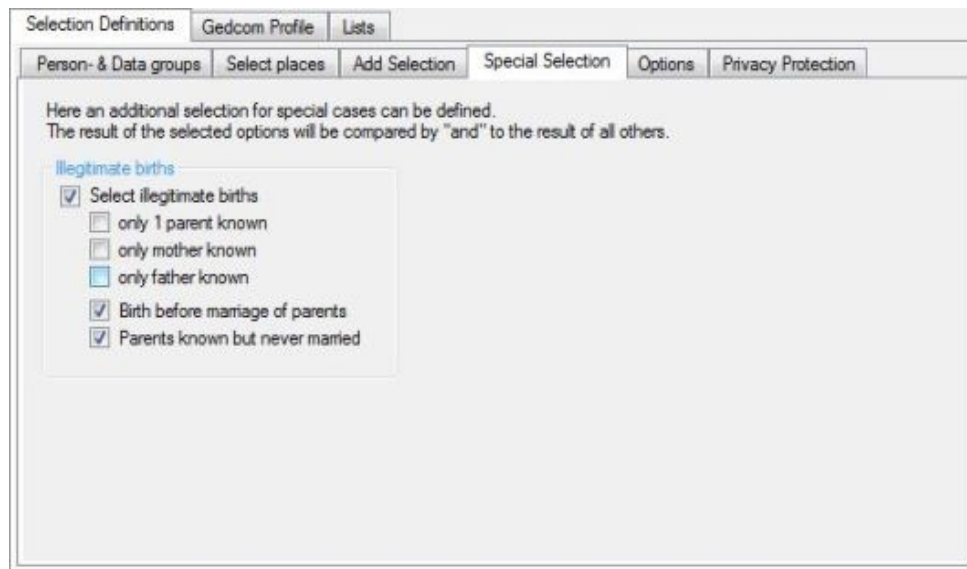 Selection Definitions Gedcom Profile Lists
Person- & Data groups Select places Add Selection Special Selection Options Privacy Protection
Here an additional selection for special cases can be defined.
The result of the selected options will be compared by "and" to the result of all others.
Illegitimate births
Select illegitimate births
only 1 parent known
only mother known
only father known
Birth before marriage of parents
Parents known but never married